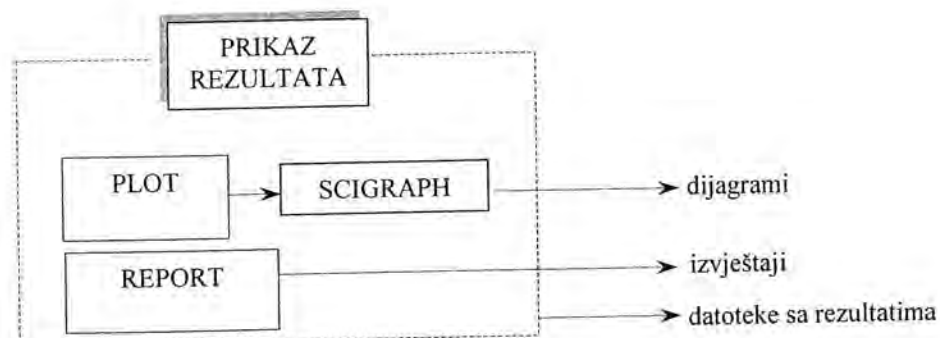 PRIKAZ
REZULTATA
PLOT
SCIGRAPH
dijagrami
REPORT
izvještaji
datoteke sa rezultatima